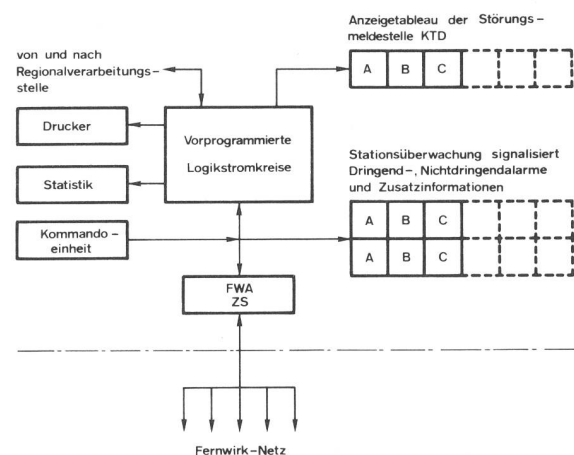 Anzeigetableau der Störungs-
meldestelle KTD
von und nach
Regionalverarbeitungs-
stelle
A B C
Drucker
Vorprogrammierte
Logikstromkreise
Statistik
Stationsüberwachung signalisiert
Dringend-, Nichtdringendalarme
und Zusatzinformationen
Kommando-
einheit
A B C
A B C
FWA
ZS
Fernwirk-Netz